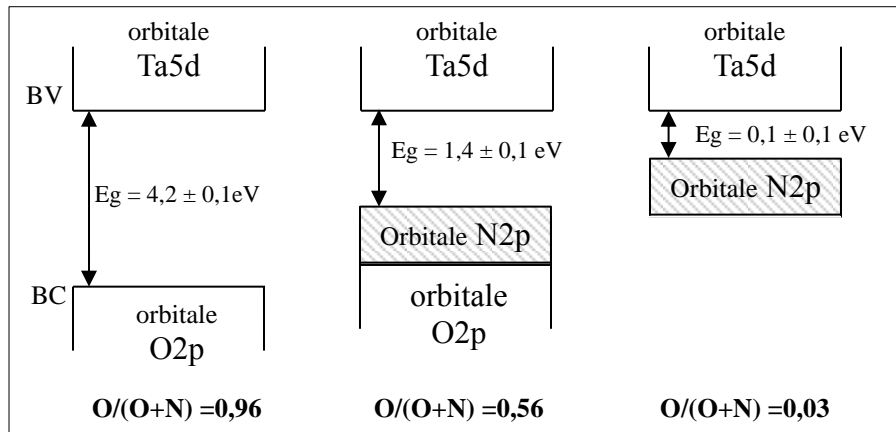 orbitale
Ta5d
BV
Eg = 4,2 ± 0,1eV
BC
orbitale
O2p
O/(O+N) =0,96
orbitale
Ta5d
Eg = 1,4 ± 0,1 eV
Orbitale N2p
orbitale
O2p
O/(O+N) =0,56
orbitale
Ta5d
Eg = 0,1 ± 0,1 eV
Orbitale N2p
O/(O+N) =0,03